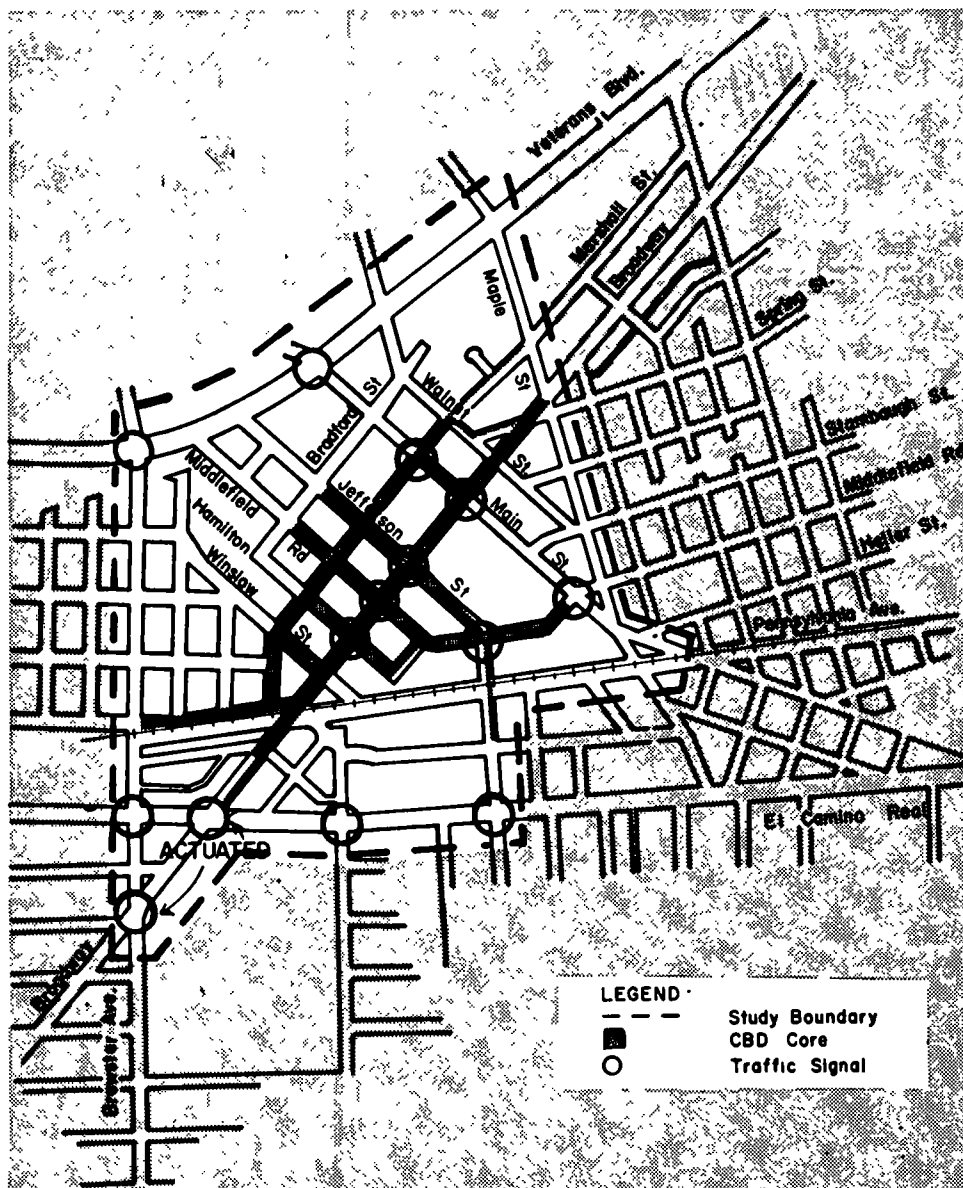 Veterans Blvd.
Marshall St.
Broadway
Maple
St
Spring St.
St
Walnut
St.
Bradford
Stambaugh St.
Middlefield
Rd
Middlefield Rd
Jefferson
St
Hamilton
Main
St
Heller St.
Winslow
St.
Pennsylvania Ave.
El Camino Real
ACTUATED
Broadway
Brewster Ave.
LEGEND
Study Boundary
CBD Core
Traffic Signal